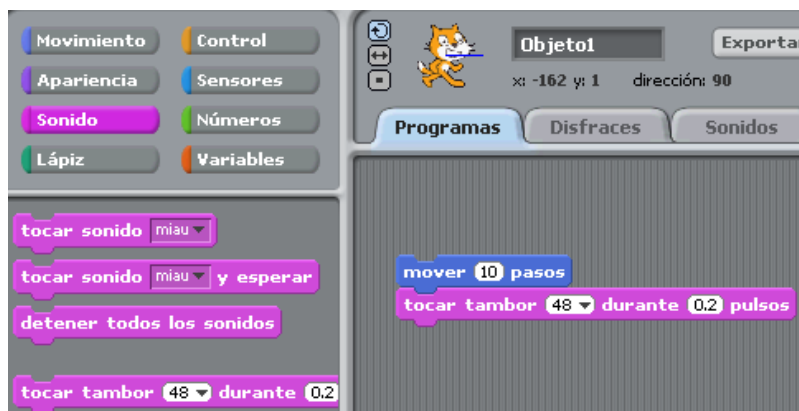 Movimiento Control
Apariencia Sensores
Sonido Números
Lápiz Variables
tocar sonido miau
tocar sonido miau y esperar
detener todos los sonidos
tocar tambor 48 durante 0.2
Objeto1 Exporta
x: -162 y: 1 dirección: 90
Programas Disfraces Sonidos
mover 10 pasos
tocar tambor 48 durante 0.2 pulsos